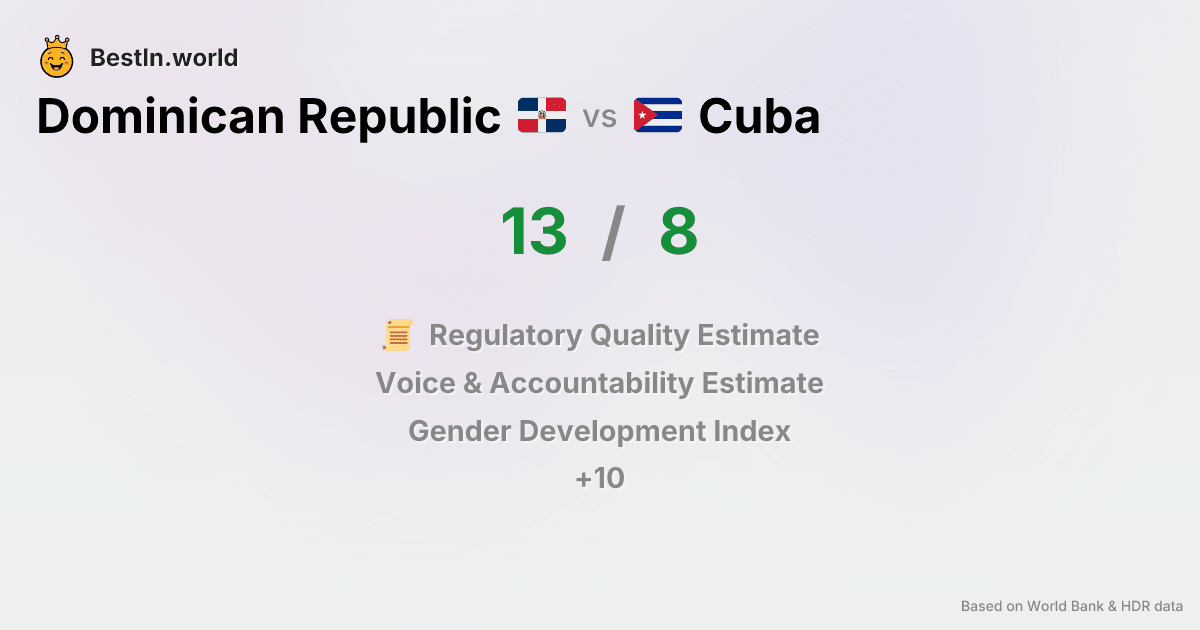 BestIn.world
Dominican Republic vs Cuba
13 / 8
Regulatory Quality Estimate
Voice & Accountability Estimate
Gender Development Index
+10
Based on World Bank & HDR data